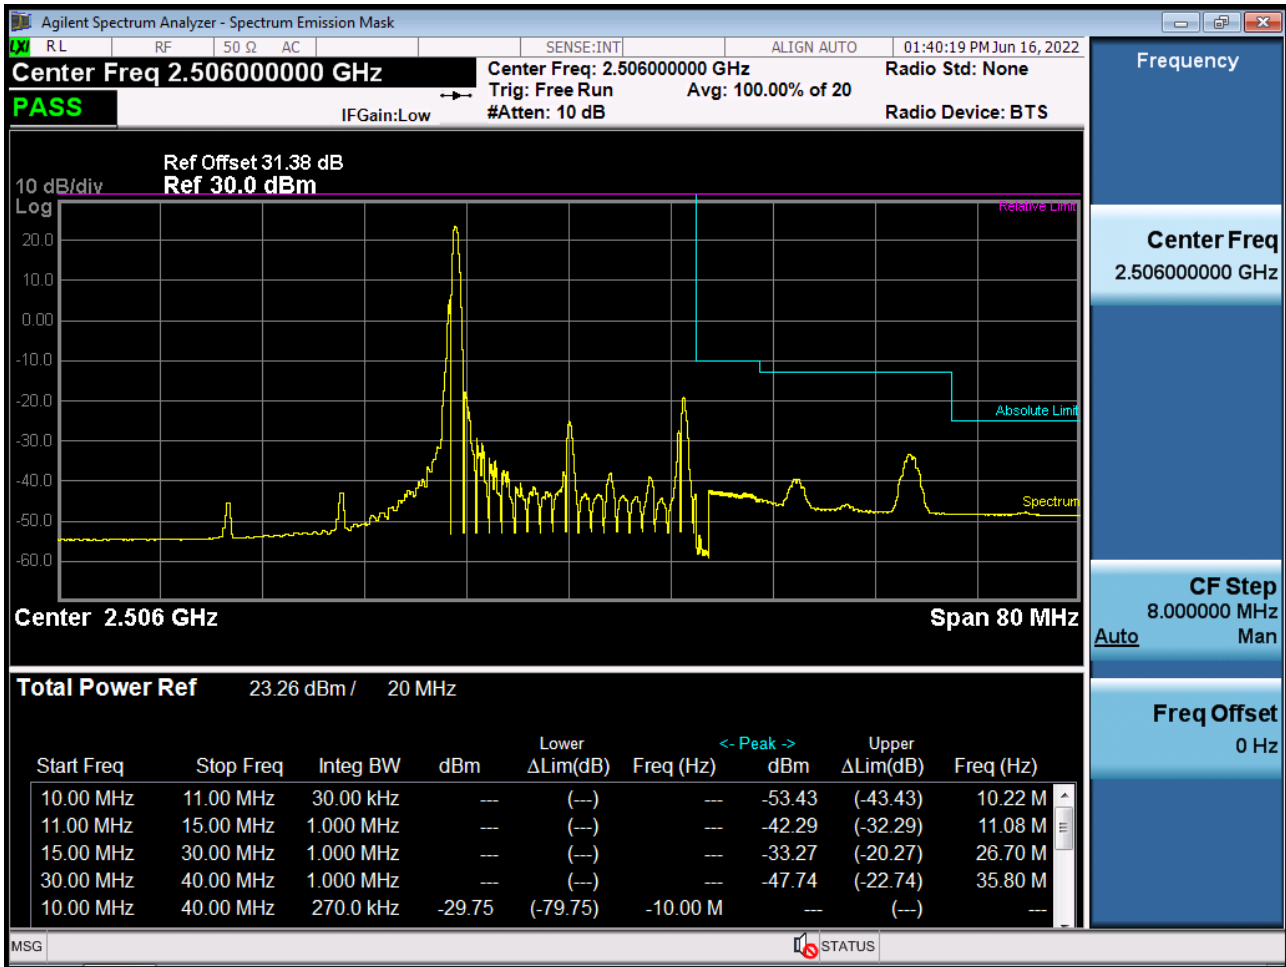 Agilent Spectrum Analyzer - Spectrum Emission Mask
LXI RL RF 50 Ω AC SENSE:INT ALIGN AUTO 01:40:19 PM Jun 16, 2022
Center Freq 2.506000000 GHz Center Freq: 2.506000000 GHz Radio Std: None
Trig: Free Run Avg: 100.00% of 20
PASS IFGain:Low #Atten: 10 dB Radio Device: BTS
Ref Offset 31.38 dB
10 dB/div Ref 30.0 dBm
Log
Relative Limit
20.0
10.0
0.00
-10.0
-20.0
Absolute Limit
-30.0
-40.0
Spectrum
-50.0
-60.0
Center 2.506 GHz Span 80 MHz
Total Power Ref 23.26 dBm / 20 MHz
Lower <- Peak -> Upper
Start Freq Stop Freq Integ BW dBm ΔLim(dB) Freq (Hz) dBm ΔLim(dB) Freq (Hz)
10.00 MHz 11.00 MHz 30.00 kHz --- (---) --- -53.43 (-43.43) 10.22 M
11.00 MHz 15.00 MHz 1.000 MHz --- (---) --- -42.29 (-32.29) 11.08 M
15.00 MHz 30.00 MHz 1.000 MHz --- (---) --- -33.27 (-20.27) 26.70 M
30.00 MHz 40.00 MHz 1.000 MHz --- (---) --- -47.74 (-22.74) 35.80 M
10.00 MHz 40.00 MHz 270.0 kHz -29.75 (-79.75) -10.00 M --- (---) ---
MSG STATUS
Frequency
Center Freq
2.506000000 GHz
CF Step
8.000000 MHz
Auto Man
Freq Offset
0 Hz